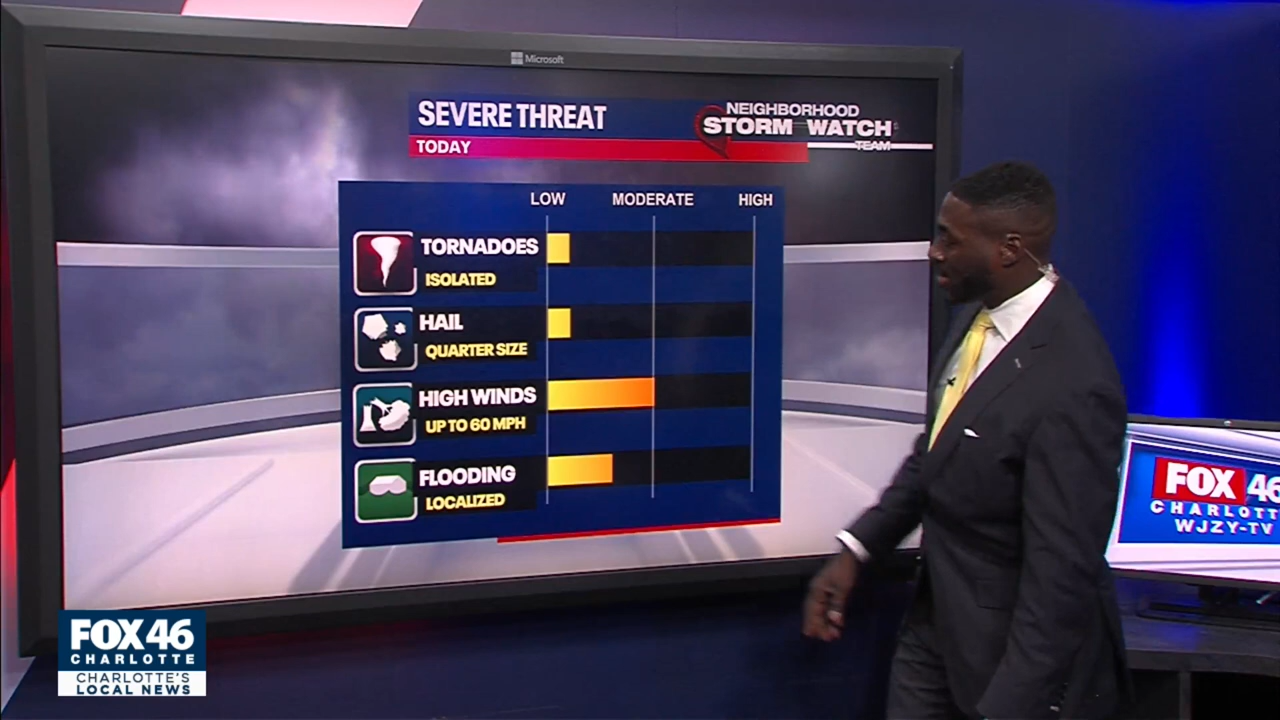 Microsoft
SEVERE THREAT
TODAY
NEIGHBORHOOD
STORM WATCH
TEAM
LOW MODERATE HIGH
TORNADOES
ISOLATED
HAIL
QUARTER SIZE
HIGH WINDS
UP TO 60 MPH
FLOODING
LOCALIZED
FOX 46
CHARLOTT
WJZY-TV
FOX 46
CHARLOTTE
CHARLOTTE'S
LOCAL NEWS